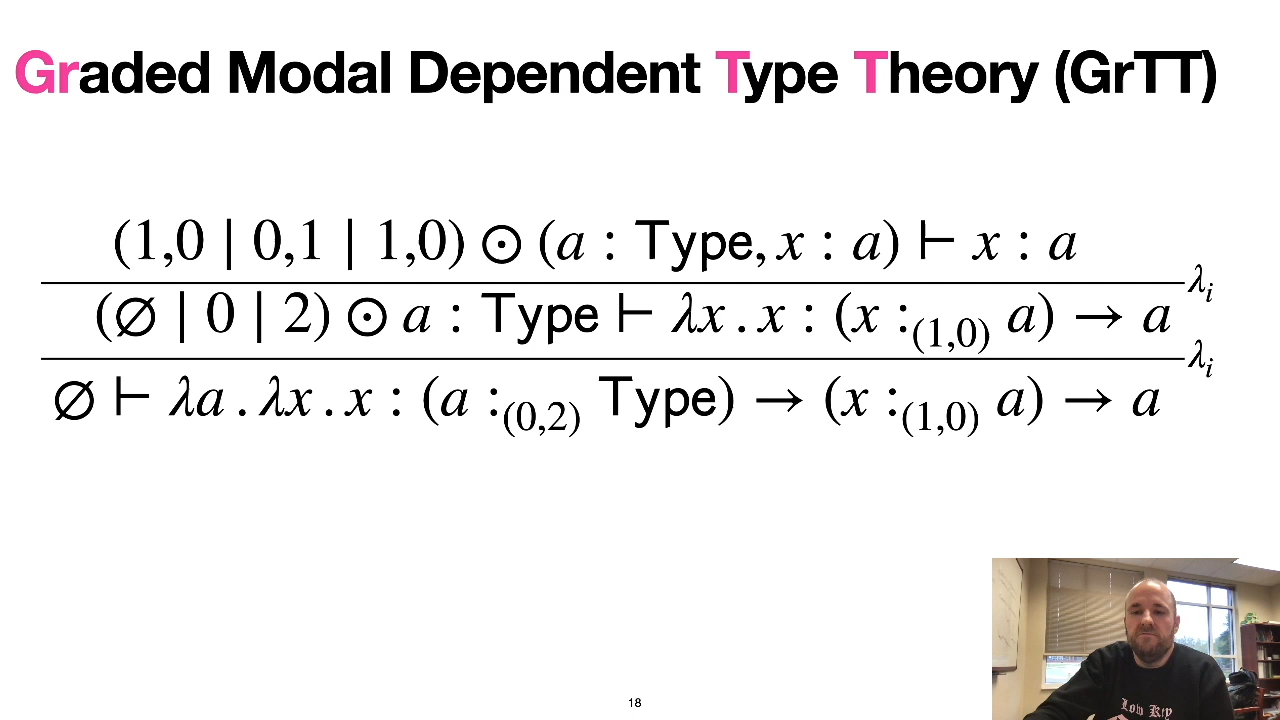 Graded Modal Dependent Type Theory (GrTT)
(1,0 | 0,1 | 1,0) ⊙ (a : Type, x : a) ⊢ x : a
λᵢ
(∅ | 0 | 2) ⊙ a : Type ⊢ λx . x : (x :₍₁,₀₎ a) → a
λᵢ
∅ ⊢ λa . λx . x : (a :₍₀,₂₎ Type) → (x :₍₁,₀₎ a) → a
Low Key
18